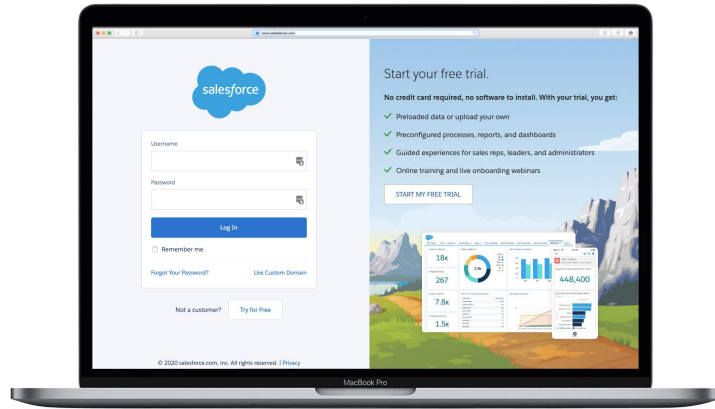 www.salesforce.com
salesforce
Username
Password
Log In
Remember me
Forgot Your Password?
Use Custom Domain
Not a customer?
Try for Free
© 2020 salesforce.com, inc. All rights reserved. | Privacy
Start your free trial.
No credit card required, no software to install. With your trial, you get:
Preloaded data or upload your own
Preconfigured processes, reports, and dashboards
Guided experiences for sales reps, leaders, and administrators
Online training and live onboarding webinars
START MY FREE TRIAL
18K
267
7.8K
1.5K
448,400
MacBook Pro